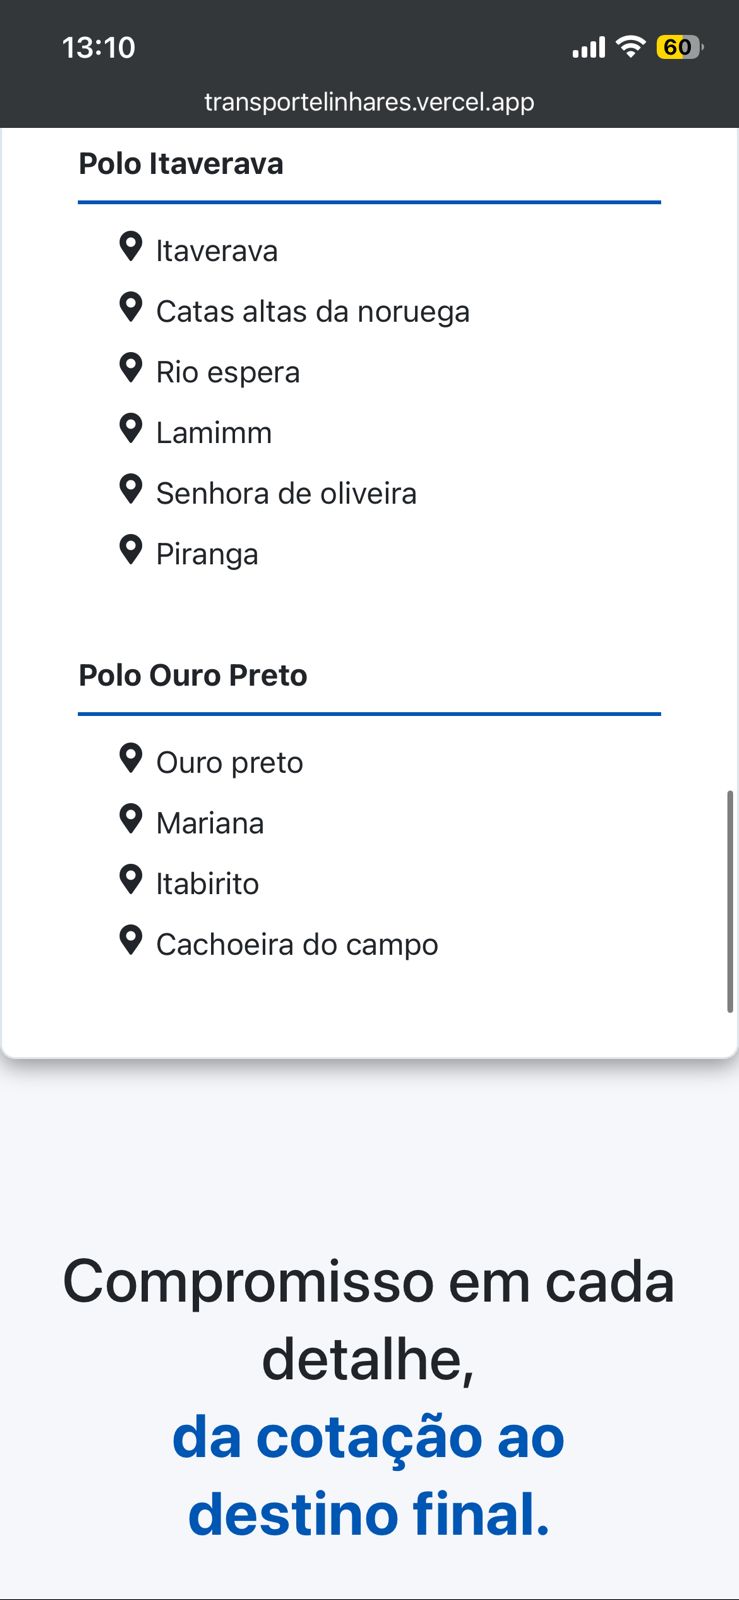 13:10
60
transportelinhares.vercel.app
Polo Itaverava
Itaverava
Catas altas da noruega
Rio espera
Lamimm
Senhora de oliveira
Piranga
Polo Ouro Preto
Ouro preto
Mariana
Itabirito
Cachoeira do campo
Compromisso em cada
detalhe,
da cotação ao
destino final.